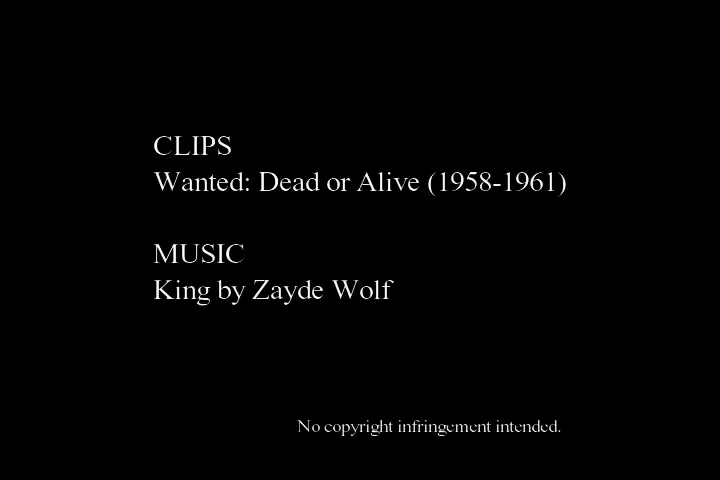 CLIPS
Wanted: Dead or Alive (1958-1961)
MUSIC
King by Zayde Wolf
No copyright infringement intended.